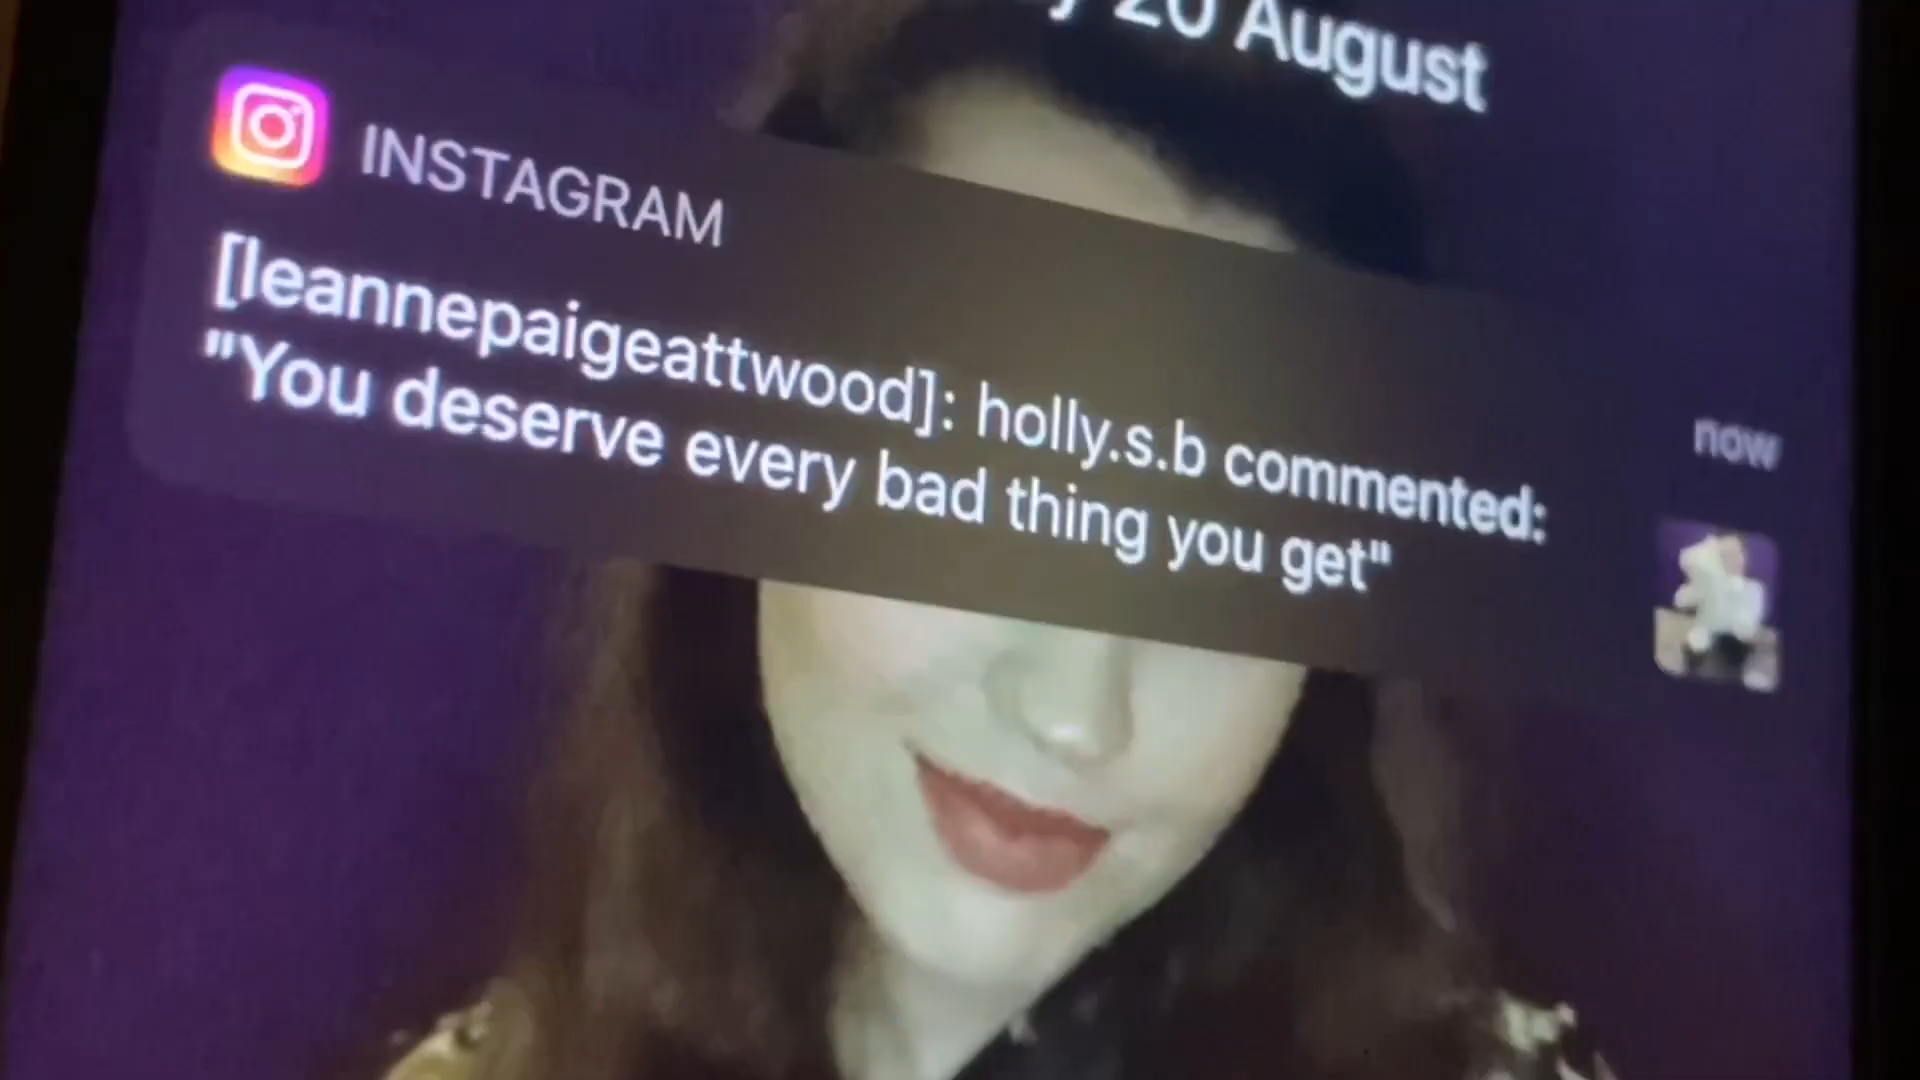 20 August
INSTAGRAM
now
[leannepaigeattwood]: holly.s.b commented:
"You deserve every bad thing you get"